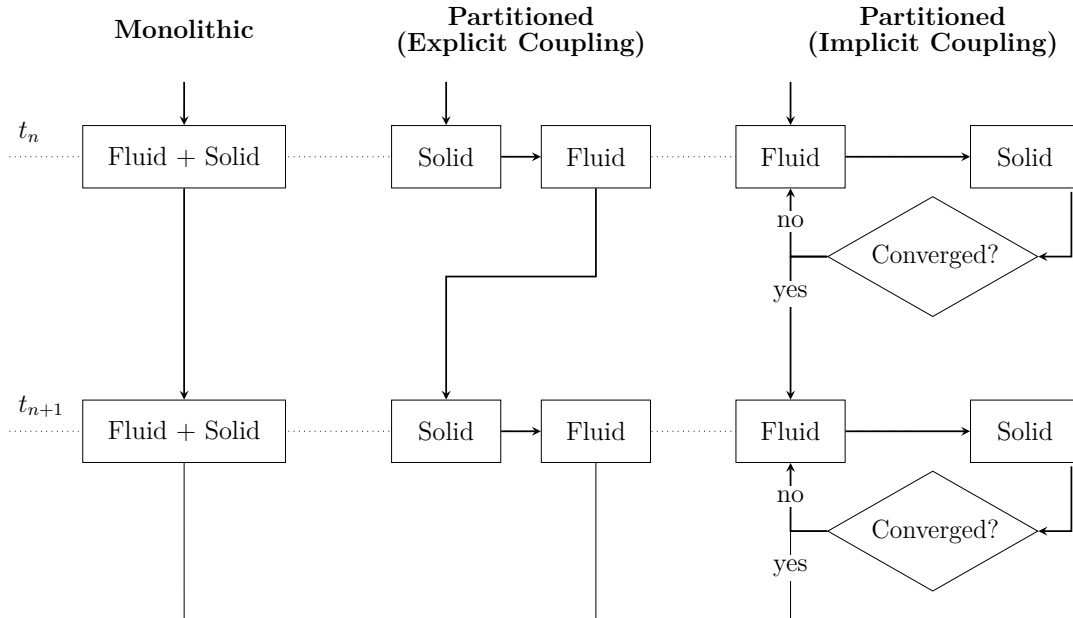 Monolithic
Partitioned
(Explicit Coupling)
Partitioned
(Implicit Coupling)
t_n
Fluid + Solid
Solid
Fluid
Fluid
Solid
no
Converged?
yes
t_{n+1}
Fluid + Solid
Solid
Fluid
Fluid
Solid
no
Converged?
yes